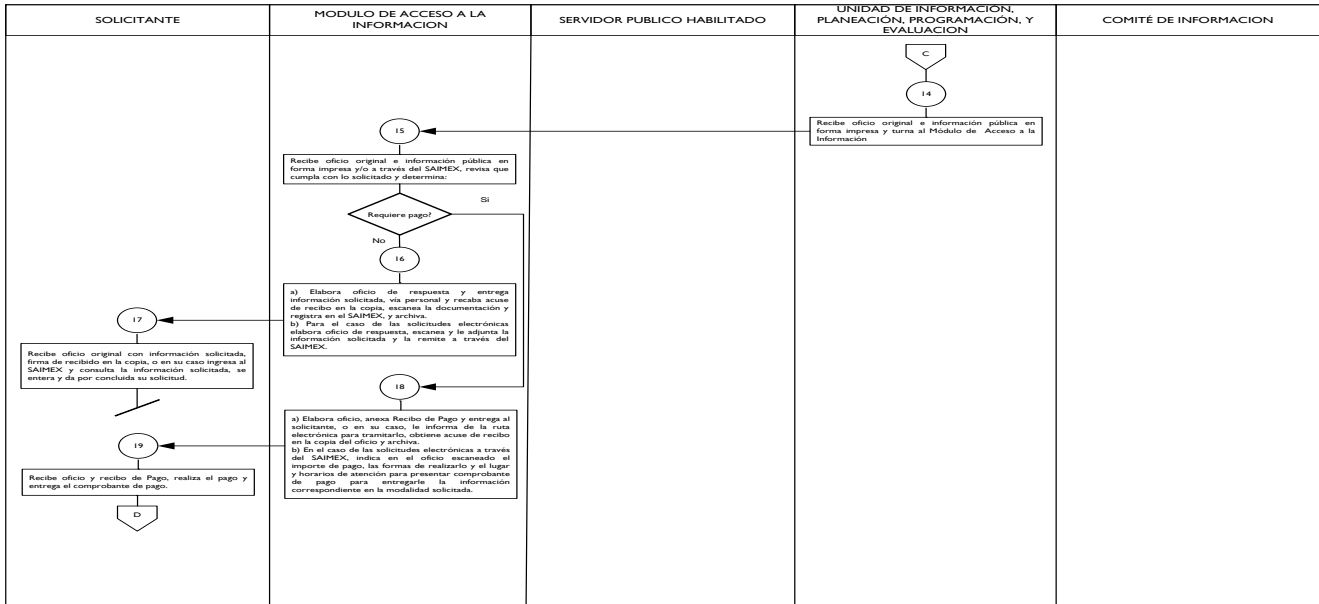 SOLICITANTE
MODULO DE ACCESO A LA
INFORMACION
SERVIDOR PUBLICO HABILITADO
UNIDAD DE INFORMACIÓN,
PLANEACIÓN, PROGRAMACIÓN, Y
EVALUACION
COMITÉ DE INFORMACION
C
14
Recibe oficio original e información pública en
forma impresa y turna al Módulo de Acceso a la
Información
15
Recibe oficio original e información pública en
forma impresa y/o a través del SAIMEX, revisa que
cumpla con lo solicitado y determina:
Requiere pago?
Si
No
16
a) Elabora oficio de respuesta y entrega
información solicitada, vía personal y recaba acuse
de recibo en la copia, escanea la documentación y
registra en el SAIMEX, y archiva.
b) Para el caso de las solicitudes electrónicas
elabora oficio de respuesta, escanea y le adjunta la
información solicitada y la remite a través del
SAIMEX.
17
Recibe oficio original con información solicitada,
firma de recibido en la copia, o en su caso ingresa al
SAIMEX y consulta la información solicitada, se
entera y da por concluida su solicitud.
18
a) Elabora oficio, anexa Recibo de Pago y entrega al
solicitante, o en su caso, le informa de la ruta
electrónica para tramitarlo, obtiene acuse de recibo
en la copia del oficio y archiva.
b) En el caso de las solicitudes electrónicas a través
del SAIMEX, indica en el oficio escaneado el
importe de pago, las formas de realizarlo y el lugar
y horarios de atención para presentar comprobante
de pago para entregarle la información
correspondiente en la modalidad solicitada.
19
Recibe oficio y recibo de Pago, realiza el pago y
entrega el comprobante de pago.
D